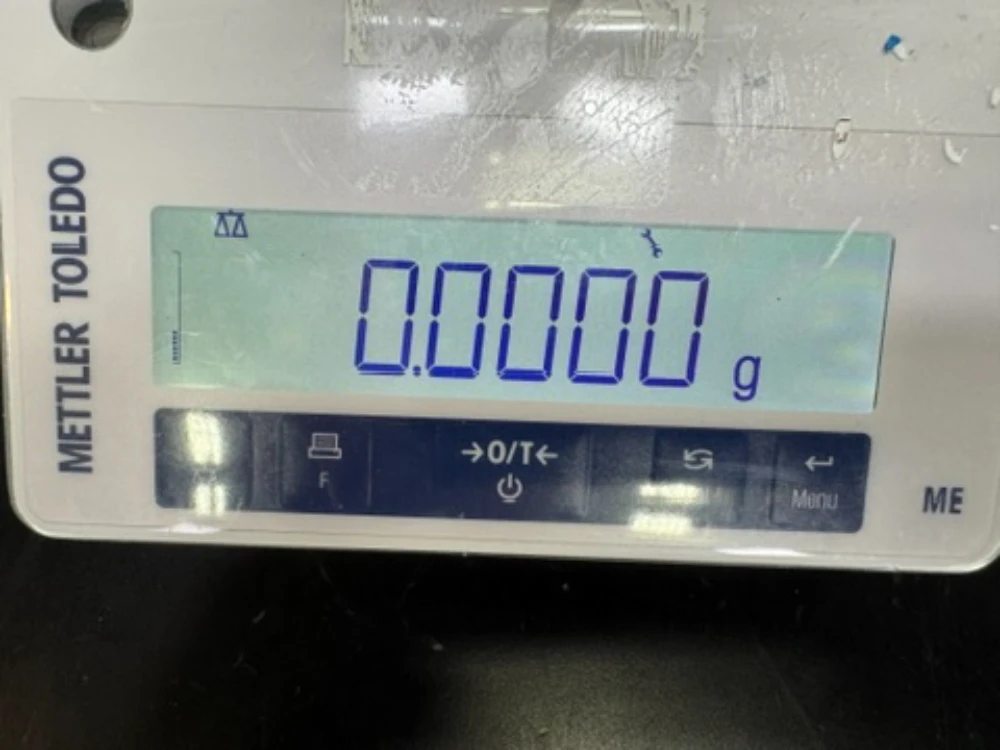 METTLER TOLEDO
0.0000 g
F
→0/T←
Menu
ME